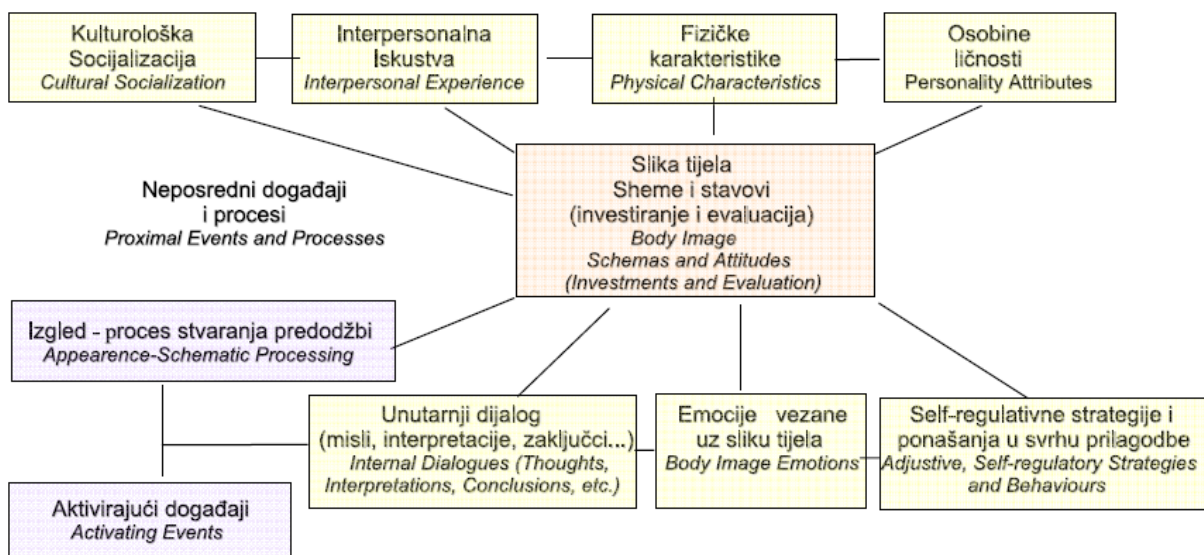 Kulturološka
Socijalizacija
Cultural Socialization
Interpersonalna
Iskustva
Interpersonal Experience
Fizičke
karakteristike
Physical Characteristics
Osobine
ličnosti
Personality Attributes
Slika tijela
Sheme i stavovi
(investiranje i evaluacija)
Body Image
Schemas and Attitudes
(Investments and Evaluation)
Neposredni događaji
i procesi
Proximal Events and Processes
Izgled - proces stvaranja predodžbi
Appearence-Schematic Processing
Unutarnji dijalog
(misli, interpretacije, zaključci...)
Internal Dialogues (Thoughts,
Interpretations, Conclusions, etc.)
Emocije vezane
uz sliku tijela
Body Image Emotions
Self-regulativne strategije i
ponašanja u svrhu prilagodbe
Adjustive, Self-regulatory Strategies
and Behaviours
Aktivirajući događaji
Activating Events